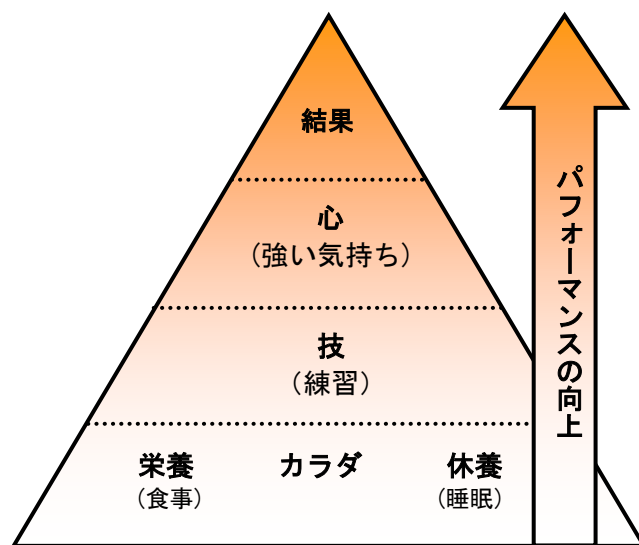 結果
心
(強い気持ち)
技
(練習)
栄養 カラダ 休養
(食事) (睡眠)
パフォーマンスの向上